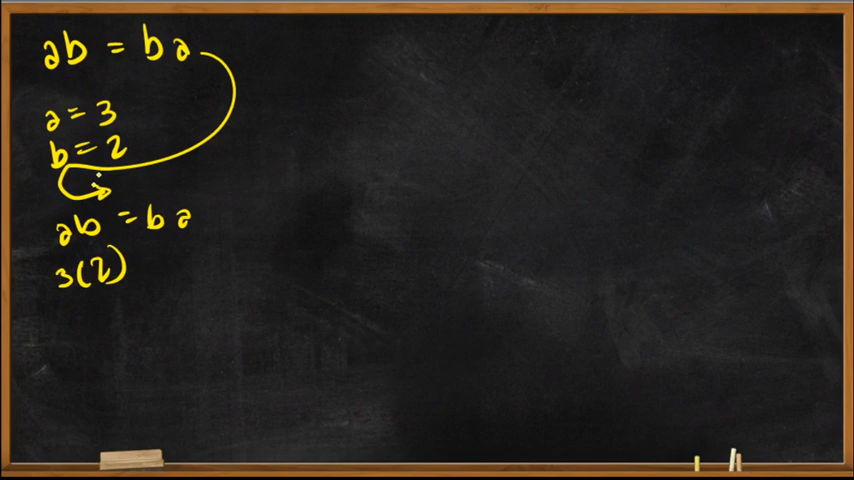 ab = ba
a = 3
b = 2
ab = ba
3(2)